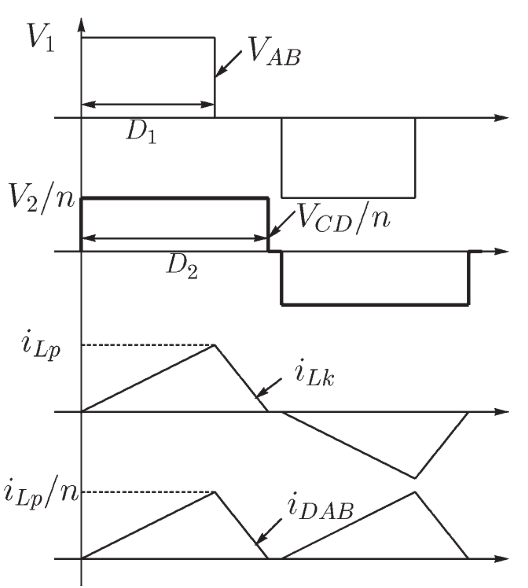 V_1
V_{AB}
D_1
V_2/n
V_{CD}/n
D_2
i_{Lp}
i_{Lk}
i_{Lp}/n
i_{DAB}